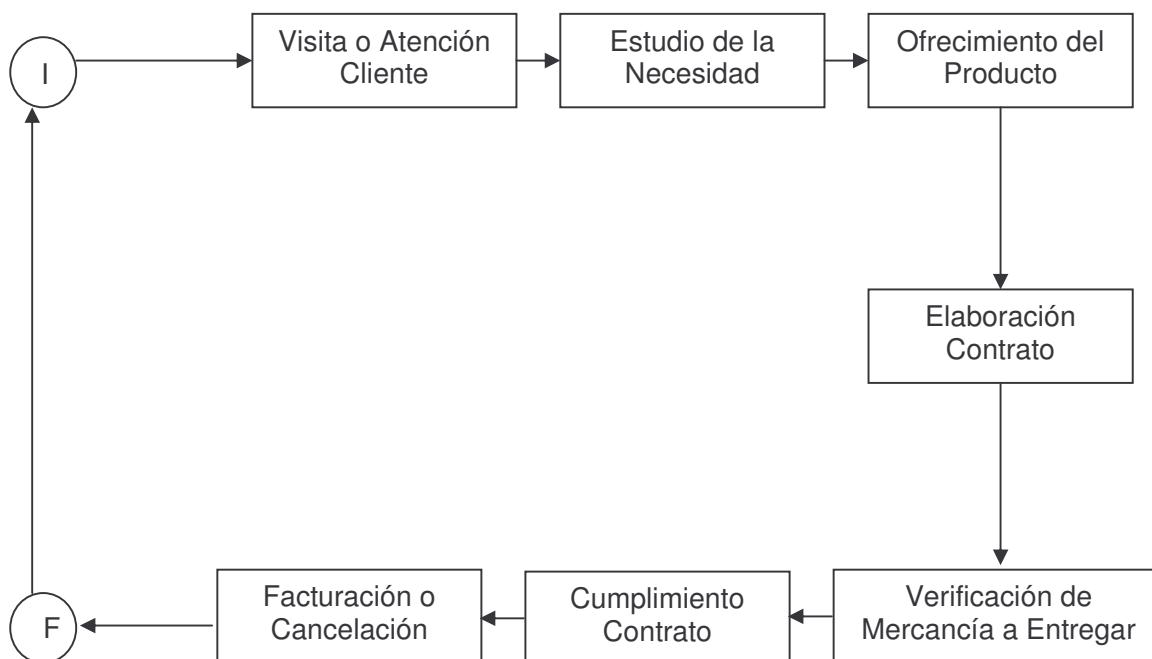 I
Visita o Atención
Cliente
Estudio de la
Necesidad
Ofrecimiento del
Producto
Elaboración
Contrato
Verificación de
Mercancía a Entregar
Cumplimiento
Contrato
Facturación o
Cancelación
F